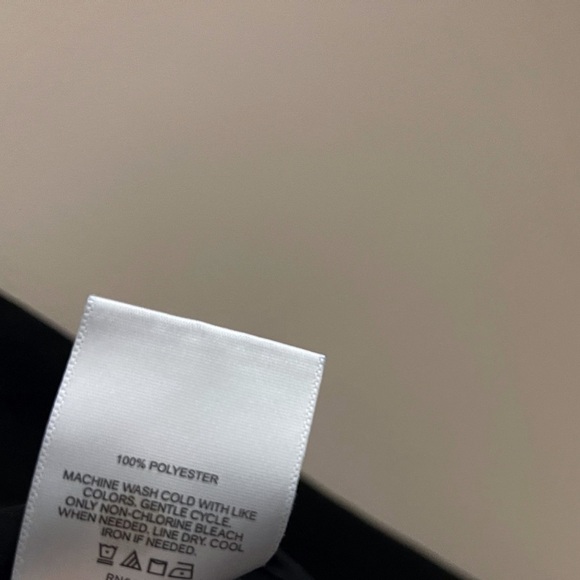 100% POLYESTER
MACHINE WASH COLD WITH LIKE
COLORS. GENTLE CYCLE.
ONLY NON-CHLORINE BLEACH
WHEN NEEDED. LINE DRY. COOL
IRON IF NEEDED.